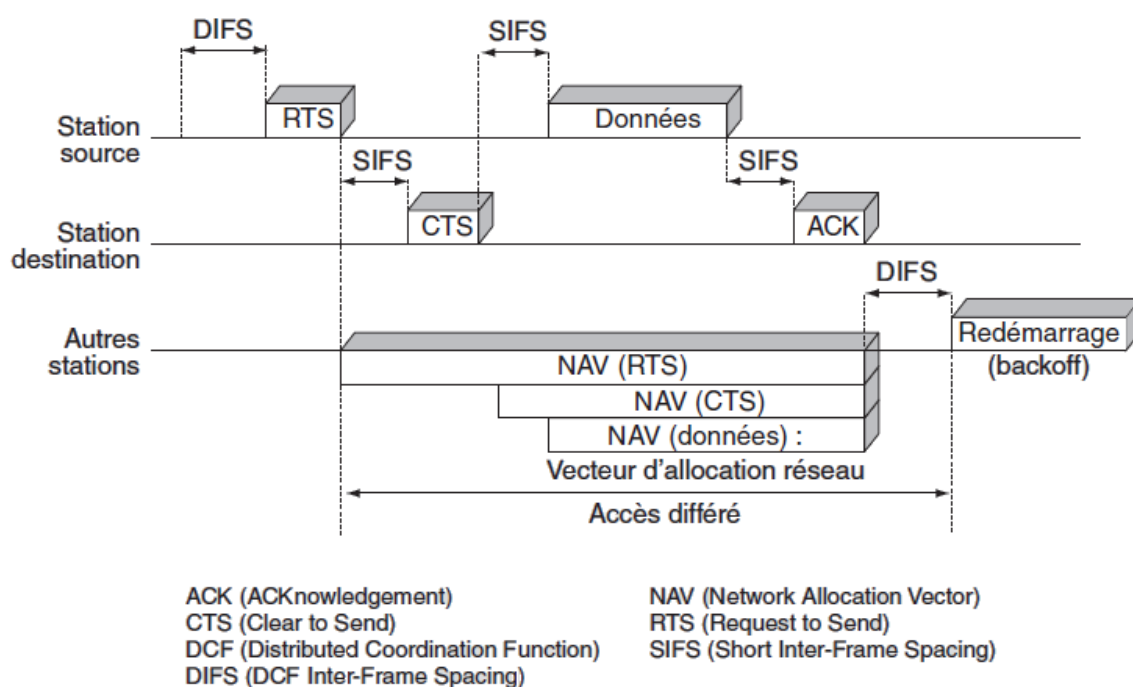 DIFS
SIFS
RTS
Données
Station
source
SIFS
SIFS
CTS
ACK
Station
destination
DIFS
Autres
stations
Redémarrage
(backoff)
NAV (RTS)
NAV (CTS)
NAV (données) :
Vecteur d'allocation réseau
Accès différé
ACK (ACKnowledgement)
CTS (Clear to Send)
DCF (Distributed Coordination Function)
DIFS (DCF Inter-Frame Spacing)
NAV (Network Allocation Vector)
RTS (Request to Send)
SIFS (Short Inter-Frame Spacing)